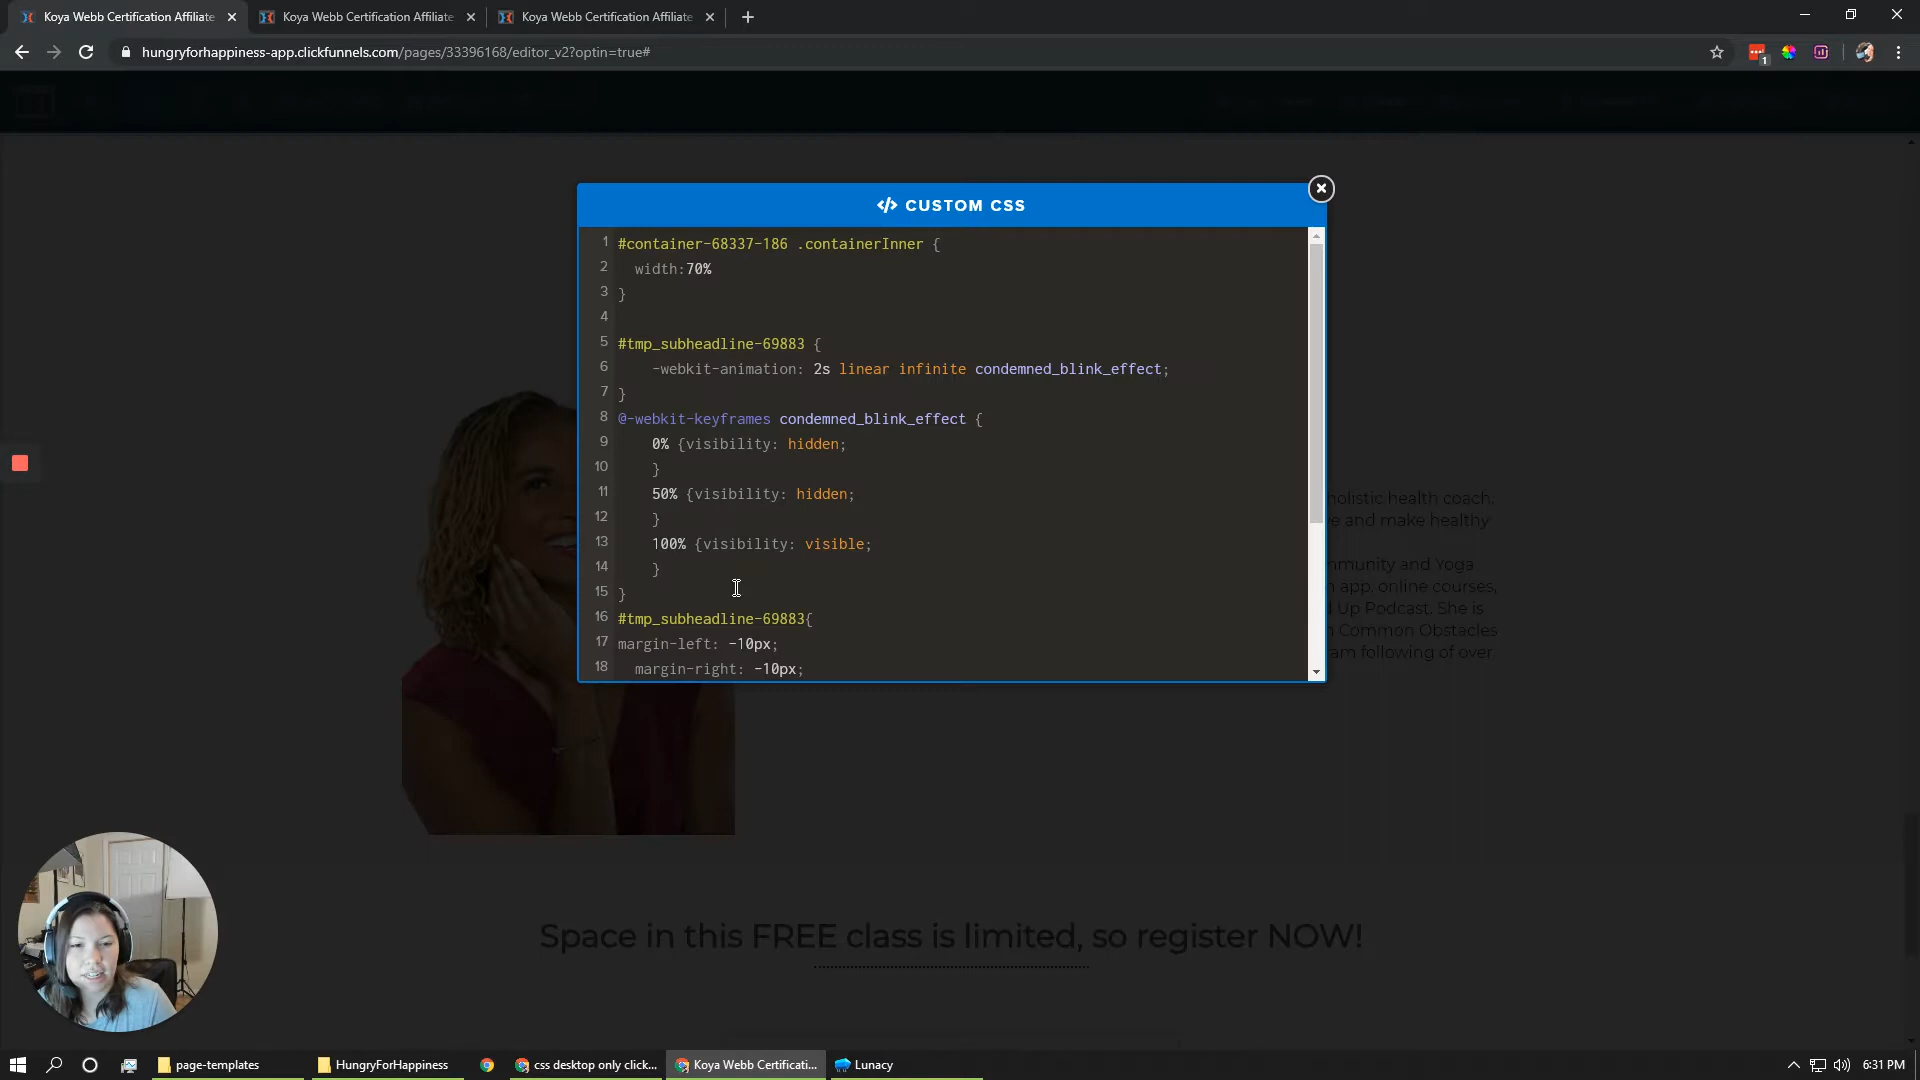 Koya Webb Certification Affiliate
Koya Webb Certification Affiliate
Koya Webb Certification Affiliate
hungryforhappiness-app.clickfunnels.com/pages/33396168/editor_v2?optin=true#
1
</> CUSTOM CSS
1 #container-68337-186 .containerInner {
2 width:70%
3 }
4
5 #tmp_subheadline-69883 {
6 -webkit-animation: 2s linear infinite condemned_blink_effect;
7 }
8 @-webkit-keyframes condemned_blink_effect {
9 0% {visibility: hidden;
10 }
11 50% {visibility: hidden;
12 }
13 100% {visibility: visible;
14 }
15 }
16 #tmp_subheadline-69883{
17 margin-left: -10px;
18 margin-right: -10px;
holistic health coach.
e and make healthy
mmunity and Yoga
app, online courses,
d Up Podcast. She is
Common Obstacles
am following of over
Space in this FREE class is limited, so register NOW!
page-templates
HungryForHappiness
css desktop only click...
Koya Webb Certificati...
Lunacy
6:31 PM